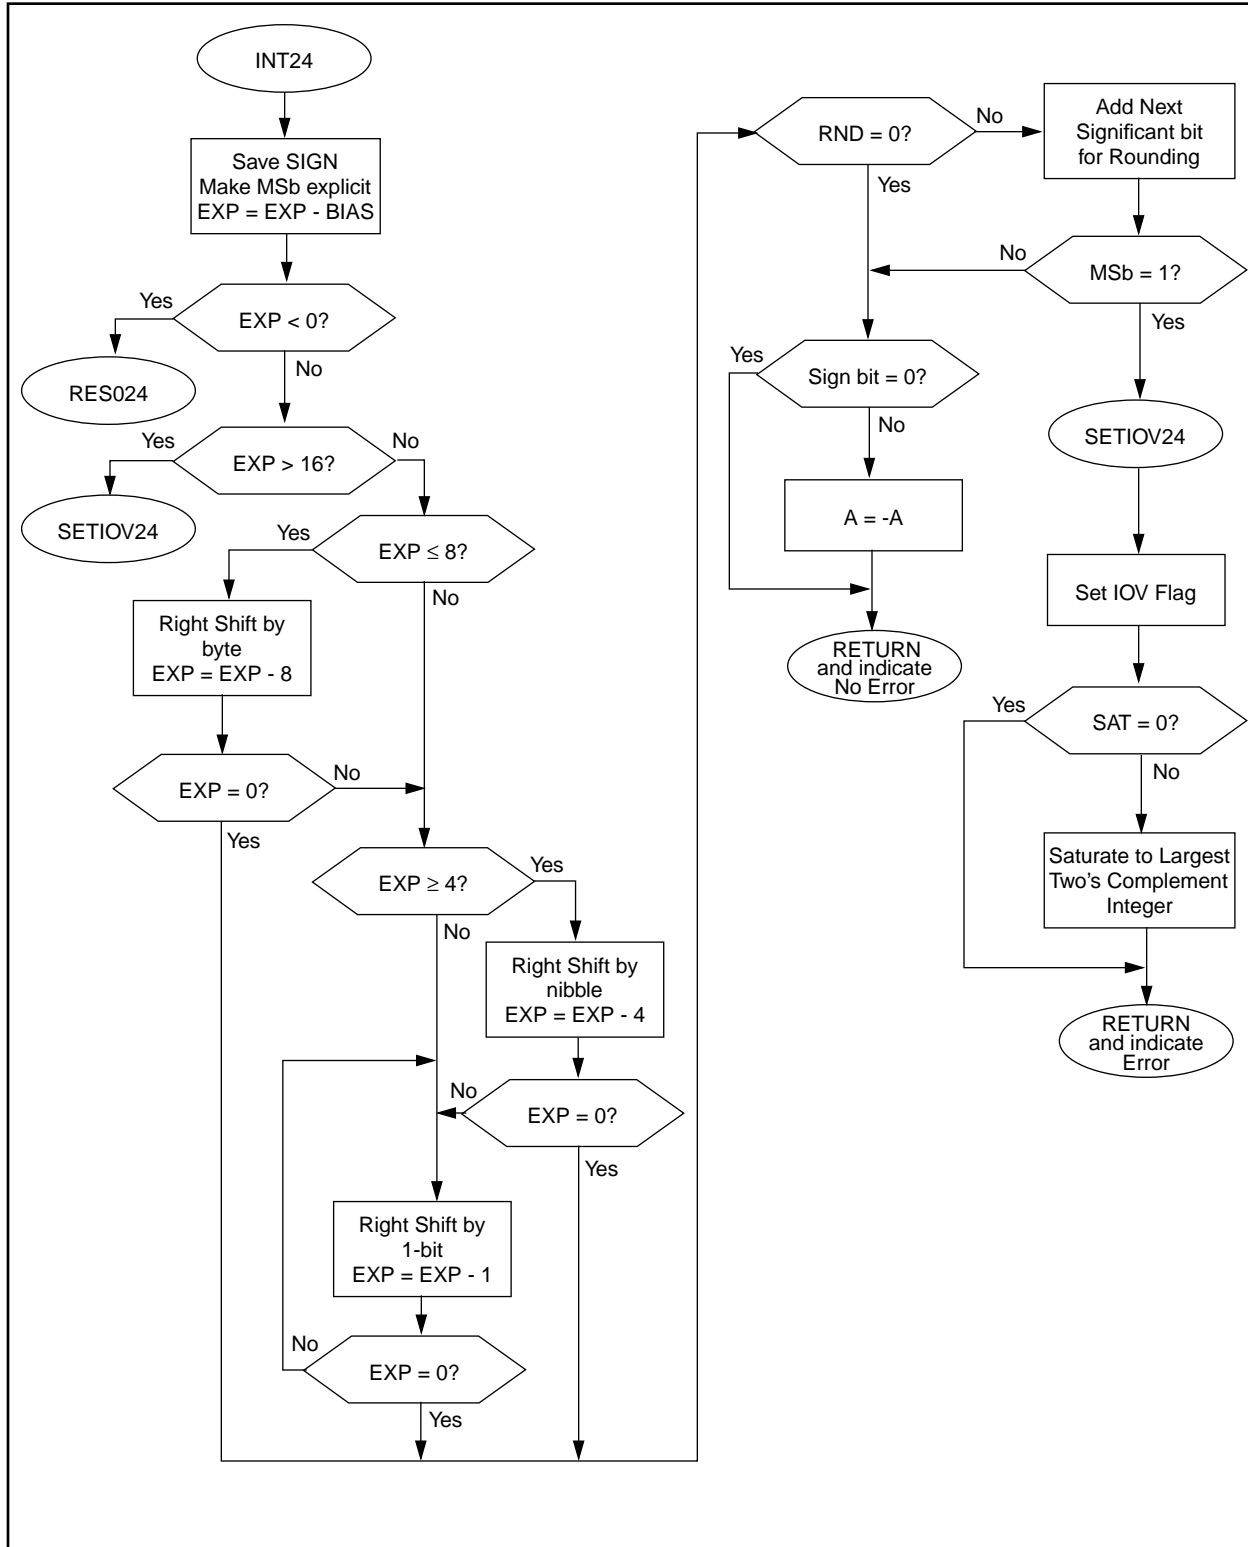 INT24
Save SIGN
Make MSb explicit
EXP = EXP - BIAS
Yes
EXP < 0?
RES024
No
Yes
EXP > 16?
No
SETIOV24
Yes
EXP ≤ 8?
No
Right Shift by
byte
EXP = EXP - 8
EXP = 0?
No
Yes
EXP ≥ 4?
Yes
No
Right Shift by
nibble
EXP = EXP - 4
No
EXP = 0?
Yes
Right Shift by
1-bit
EXP = EXP - 1
No
EXP = 0?
Yes
RND = 0?
No
Yes
Add Next
Significant bit
for Rounding
No
MSb = 1?
Yes
Yes
Sign bit = 0?
No
A = -A
RETURN
and indicate
No Error
SETIOV24
Set IOV Flag
Yes
SAT = 0?
No
Saturate to Largest
Two's Complement
Integer
RETURN
and indicate
Error